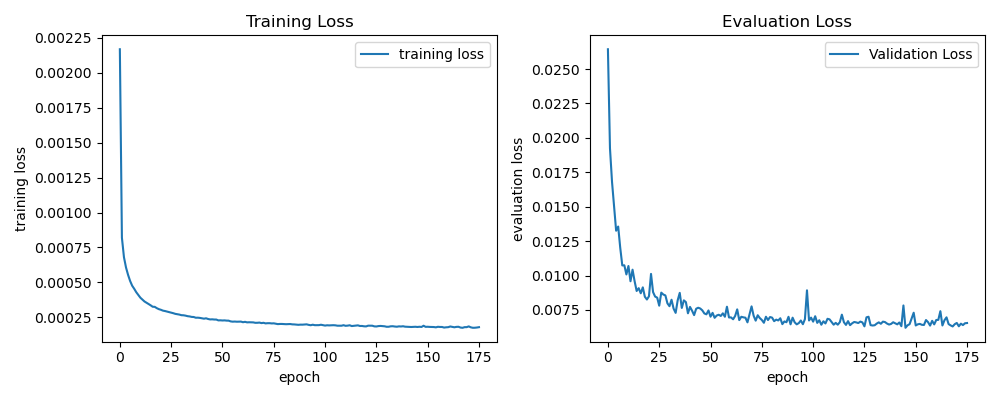 Training Loss
training loss
0.00225
0.00200
0.00175
0.00150
0.00125
0.00100
0.00075
0.00050
0.00025
training loss
0 25 50 75 100 125 150 175
epoch
Evaluation Loss
Validation Loss
0.0250
0.0225
0.0200
0.0175
0.0150
0.0125
0.0100
0.0075
evaluation loss
0 25 50 75 100 125 150 175
epoch